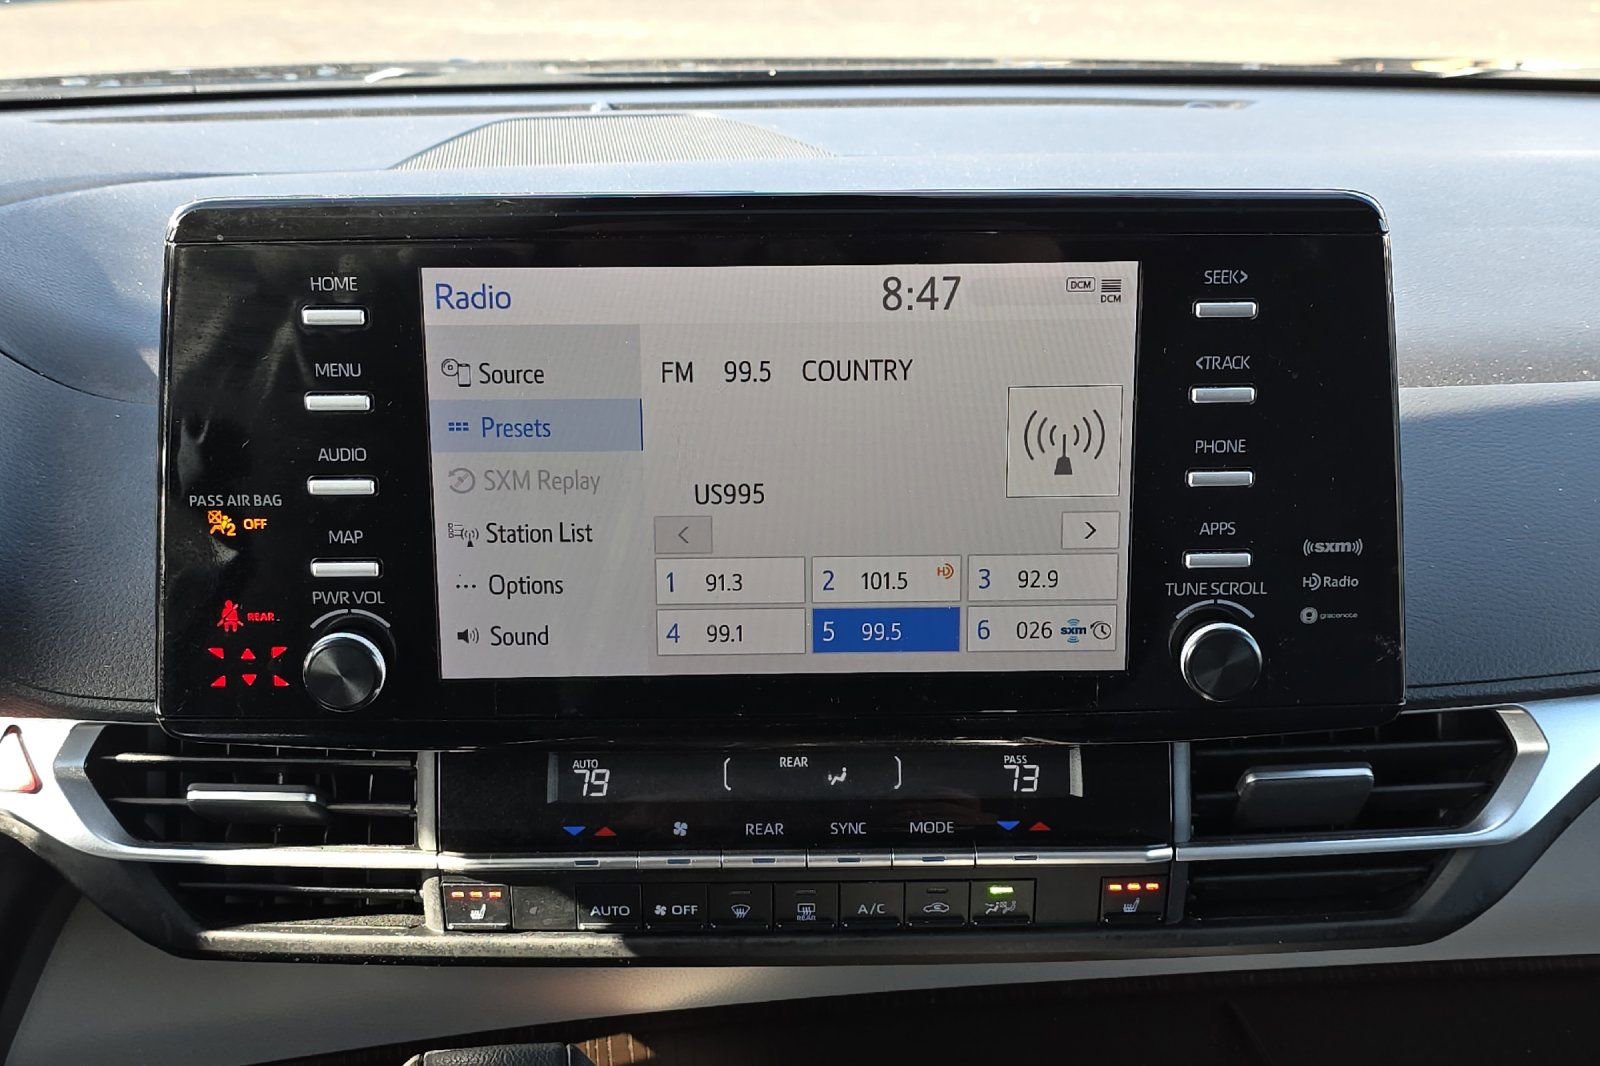 HOME
MENU
AUDIO
PASS AIR BAG
2 OFF
MAP
PWR VOL
REAR
Radio
8:47
DCM
DCM
Source
Presets
SXM Replay
Station List
Options
Sound
FM 99.5 COUNTRY
US995
<
>
1 91.3
2 101.5 HD
3 92.9
4 99.1
5 99.5
6 026 sxm
SEEK>
<TRACK
PHONE
APPS
TUNE SCROLL
((sxm))
HD Radio
gracenote
AUTO
79
REAR
PASS
73
REAR
SYNC
MODE
AUTO
OFF
REAR
A/C